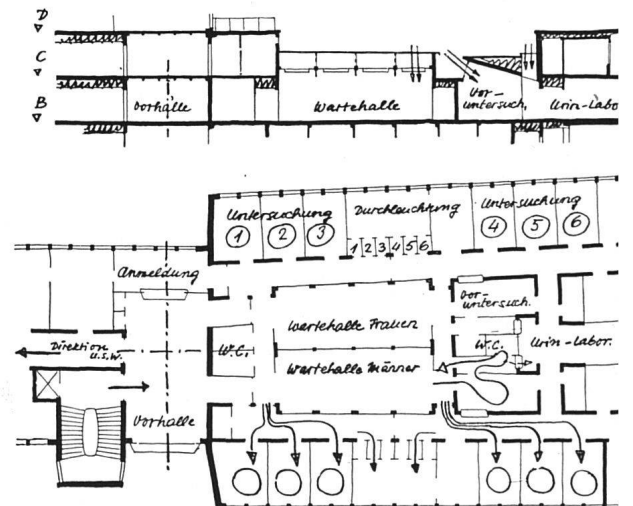 D
C
B
Vorhalle
Wartehalle
Vor-
untersuch.
Urin-Labor
Untersuchung
1 2 3
Durchleuchtung
1 2 3 4 5 6
Untersuchung
4 5 6
Anmeldung
Direktion
u.s.w.
W.C.
Wartehalle Frauen
Wartehalle Männer
Vor-
untersuch.
W.C.
Urin-Labor.
Vorhalle